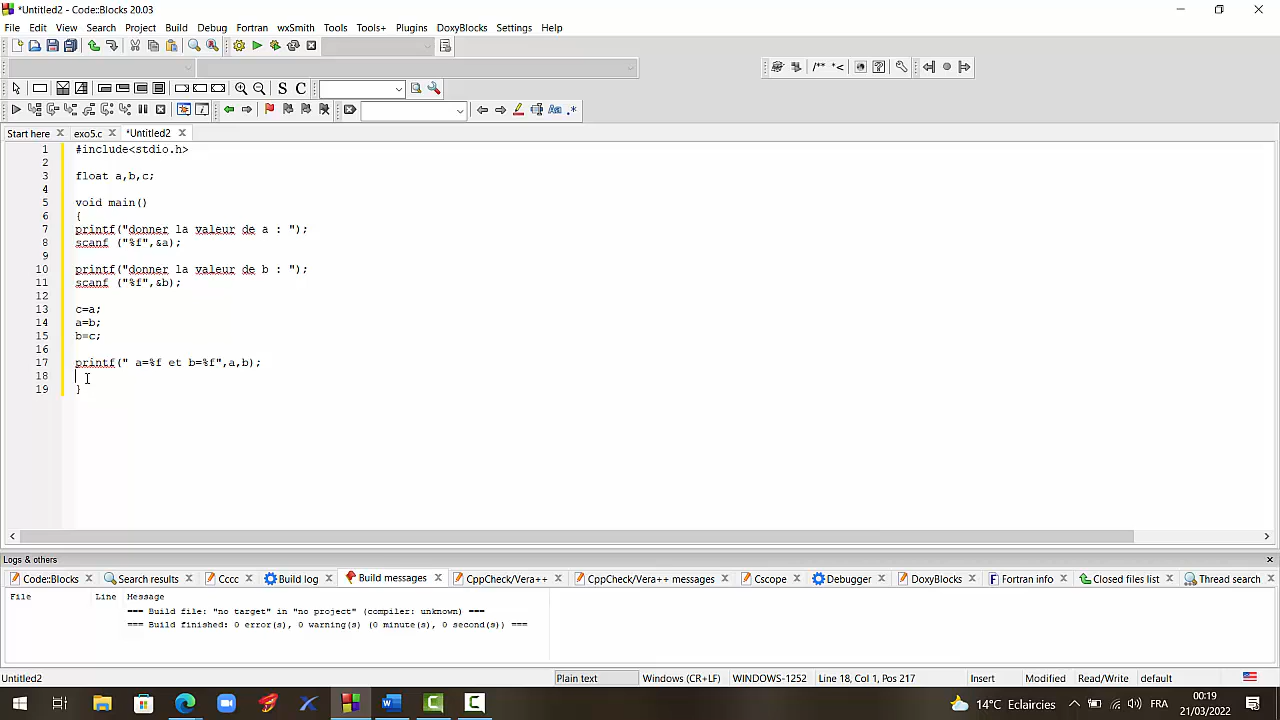 *Untitled2 - Code::Blocks 20.03
File Edit View Search Project Build Debug Fortran wxSmith Tools Tools+ Plugins DoxyBlocks Settings Help
/** *<
S C
Aa .*
Start here exo5.c *Untitled2
1 #include<stdio.h>
2
3 float a,b,c;
4
5 void main()
6 {
7 printf("donner la valeur de a : ");
8 scanf ("%f",&a);
9
10 printf("donner la valeur de b : ");
11 scanf ("%f",&b);
12
13 c=a;
14 a=b;
15 b=c;
16
17 printf(" a=%f et b=%f",a,b);
18
19 }
Logs & others
Code::Blocks Search results Cccc Build log Build messages CppCheck/Vera++ CppCheck/Vera++ messages Cscope Debugger DoxyBlocks Fortran info Closed files list Thread search
File Line Message
=== Build file: "no target" in "no project" (compiler: unknown) ===
=== Build finished: 0 error(s), 0 warning(s) (0 minute(s), 0 second(s)) ===
Untitled2 Plain text Windows (CR+LF) WINDOWS-1252 Line 18, Col 1, Pos 217 Insert Modified Read/Write default
14°C Eclaircies FRA 00:19
21/03/2022